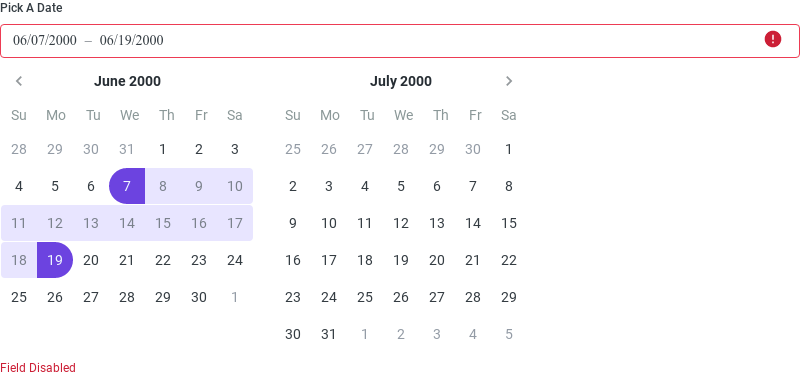 Pick A Date
06/07/2000 – 06/19/2000
June 2000
Su Mo Tu We Th Fr Sa
28 29 30 31 1 2 3
4 5 6 7 8 9 10
11 12 13 14 15 16 17
18 19 20 21 22 23 24
25 26 27 28 29 30 1
July 2000
Su Mo Tu We Th Fr Sa
25 26 27 28 29 30 1
2 3 4 5 6 7 8
9 10 11 12 13 14 15
16 17 18 19 20 21 22
23 24 25 26 27 28 29
30 31 1 2 3 4 5
Field Disabled